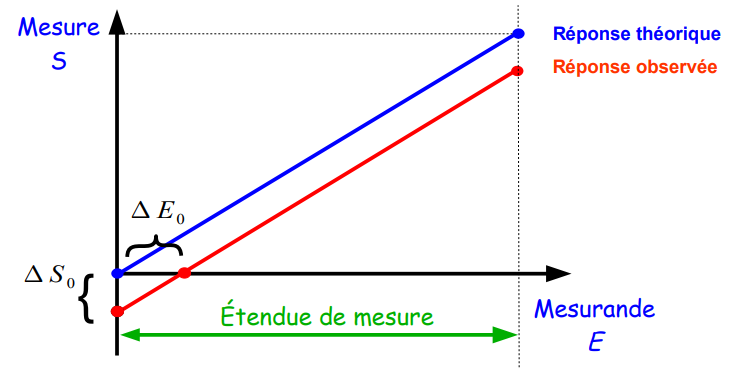 Mesure
S
Réponse théorique
Réponse observée
Δ E₀
Δ S₀
Étendue de mesure
Mesurande
E